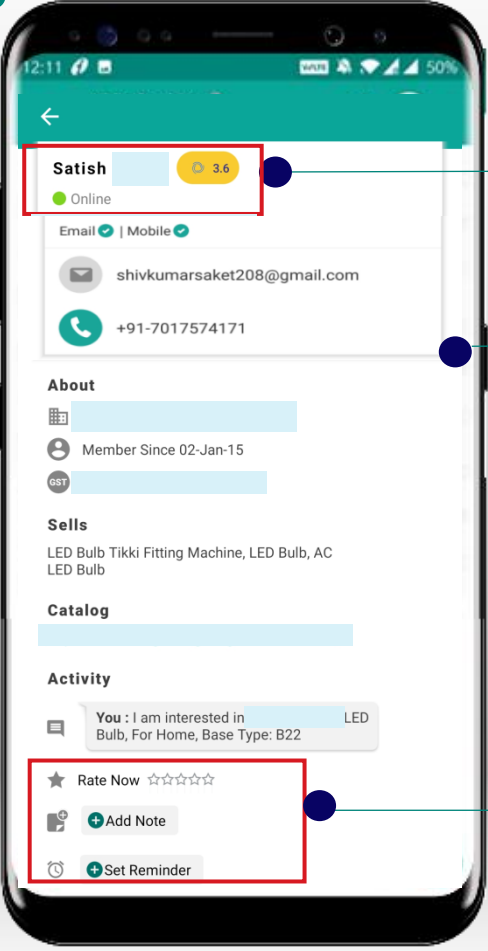 12:11
VoLTE
50%
Satish
3.6
Online
Email | Mobile
shivkumarsaket208@gmail.com
+91-7017574171
About
Member Since 02-Jan-15
GST
Sells
LED Bulb Tikki Fitting Machine, LED Bulb, AC
LED Bulb
Catalog
Activity
You : I am interested in LED
Bulb, For Home, Base Type: B22
Rate Now
Add Note
Set Reminder